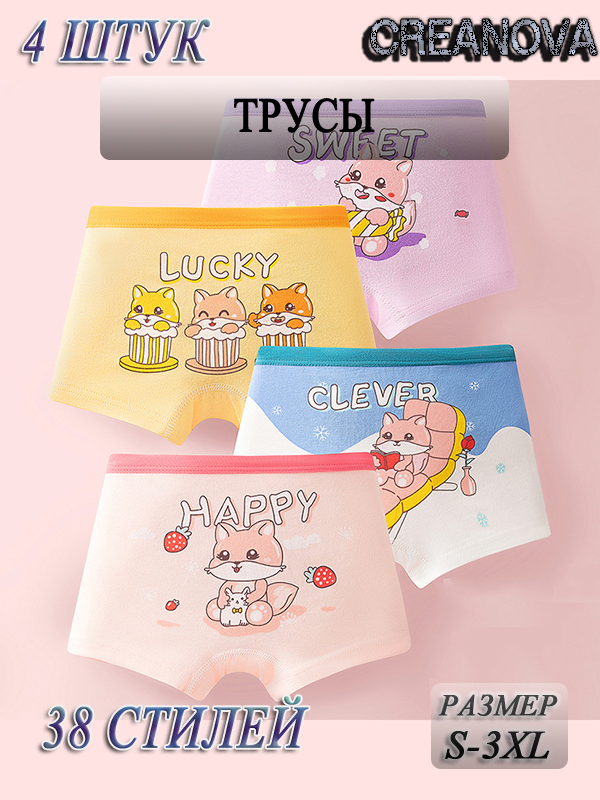 4 ШТУК
CREANOVA
ТРУСЫ
SWEET
LUCKY
CLEVER
HAPPY
38 СТИЛЕЙ
РАЗМЕР
S-3XL